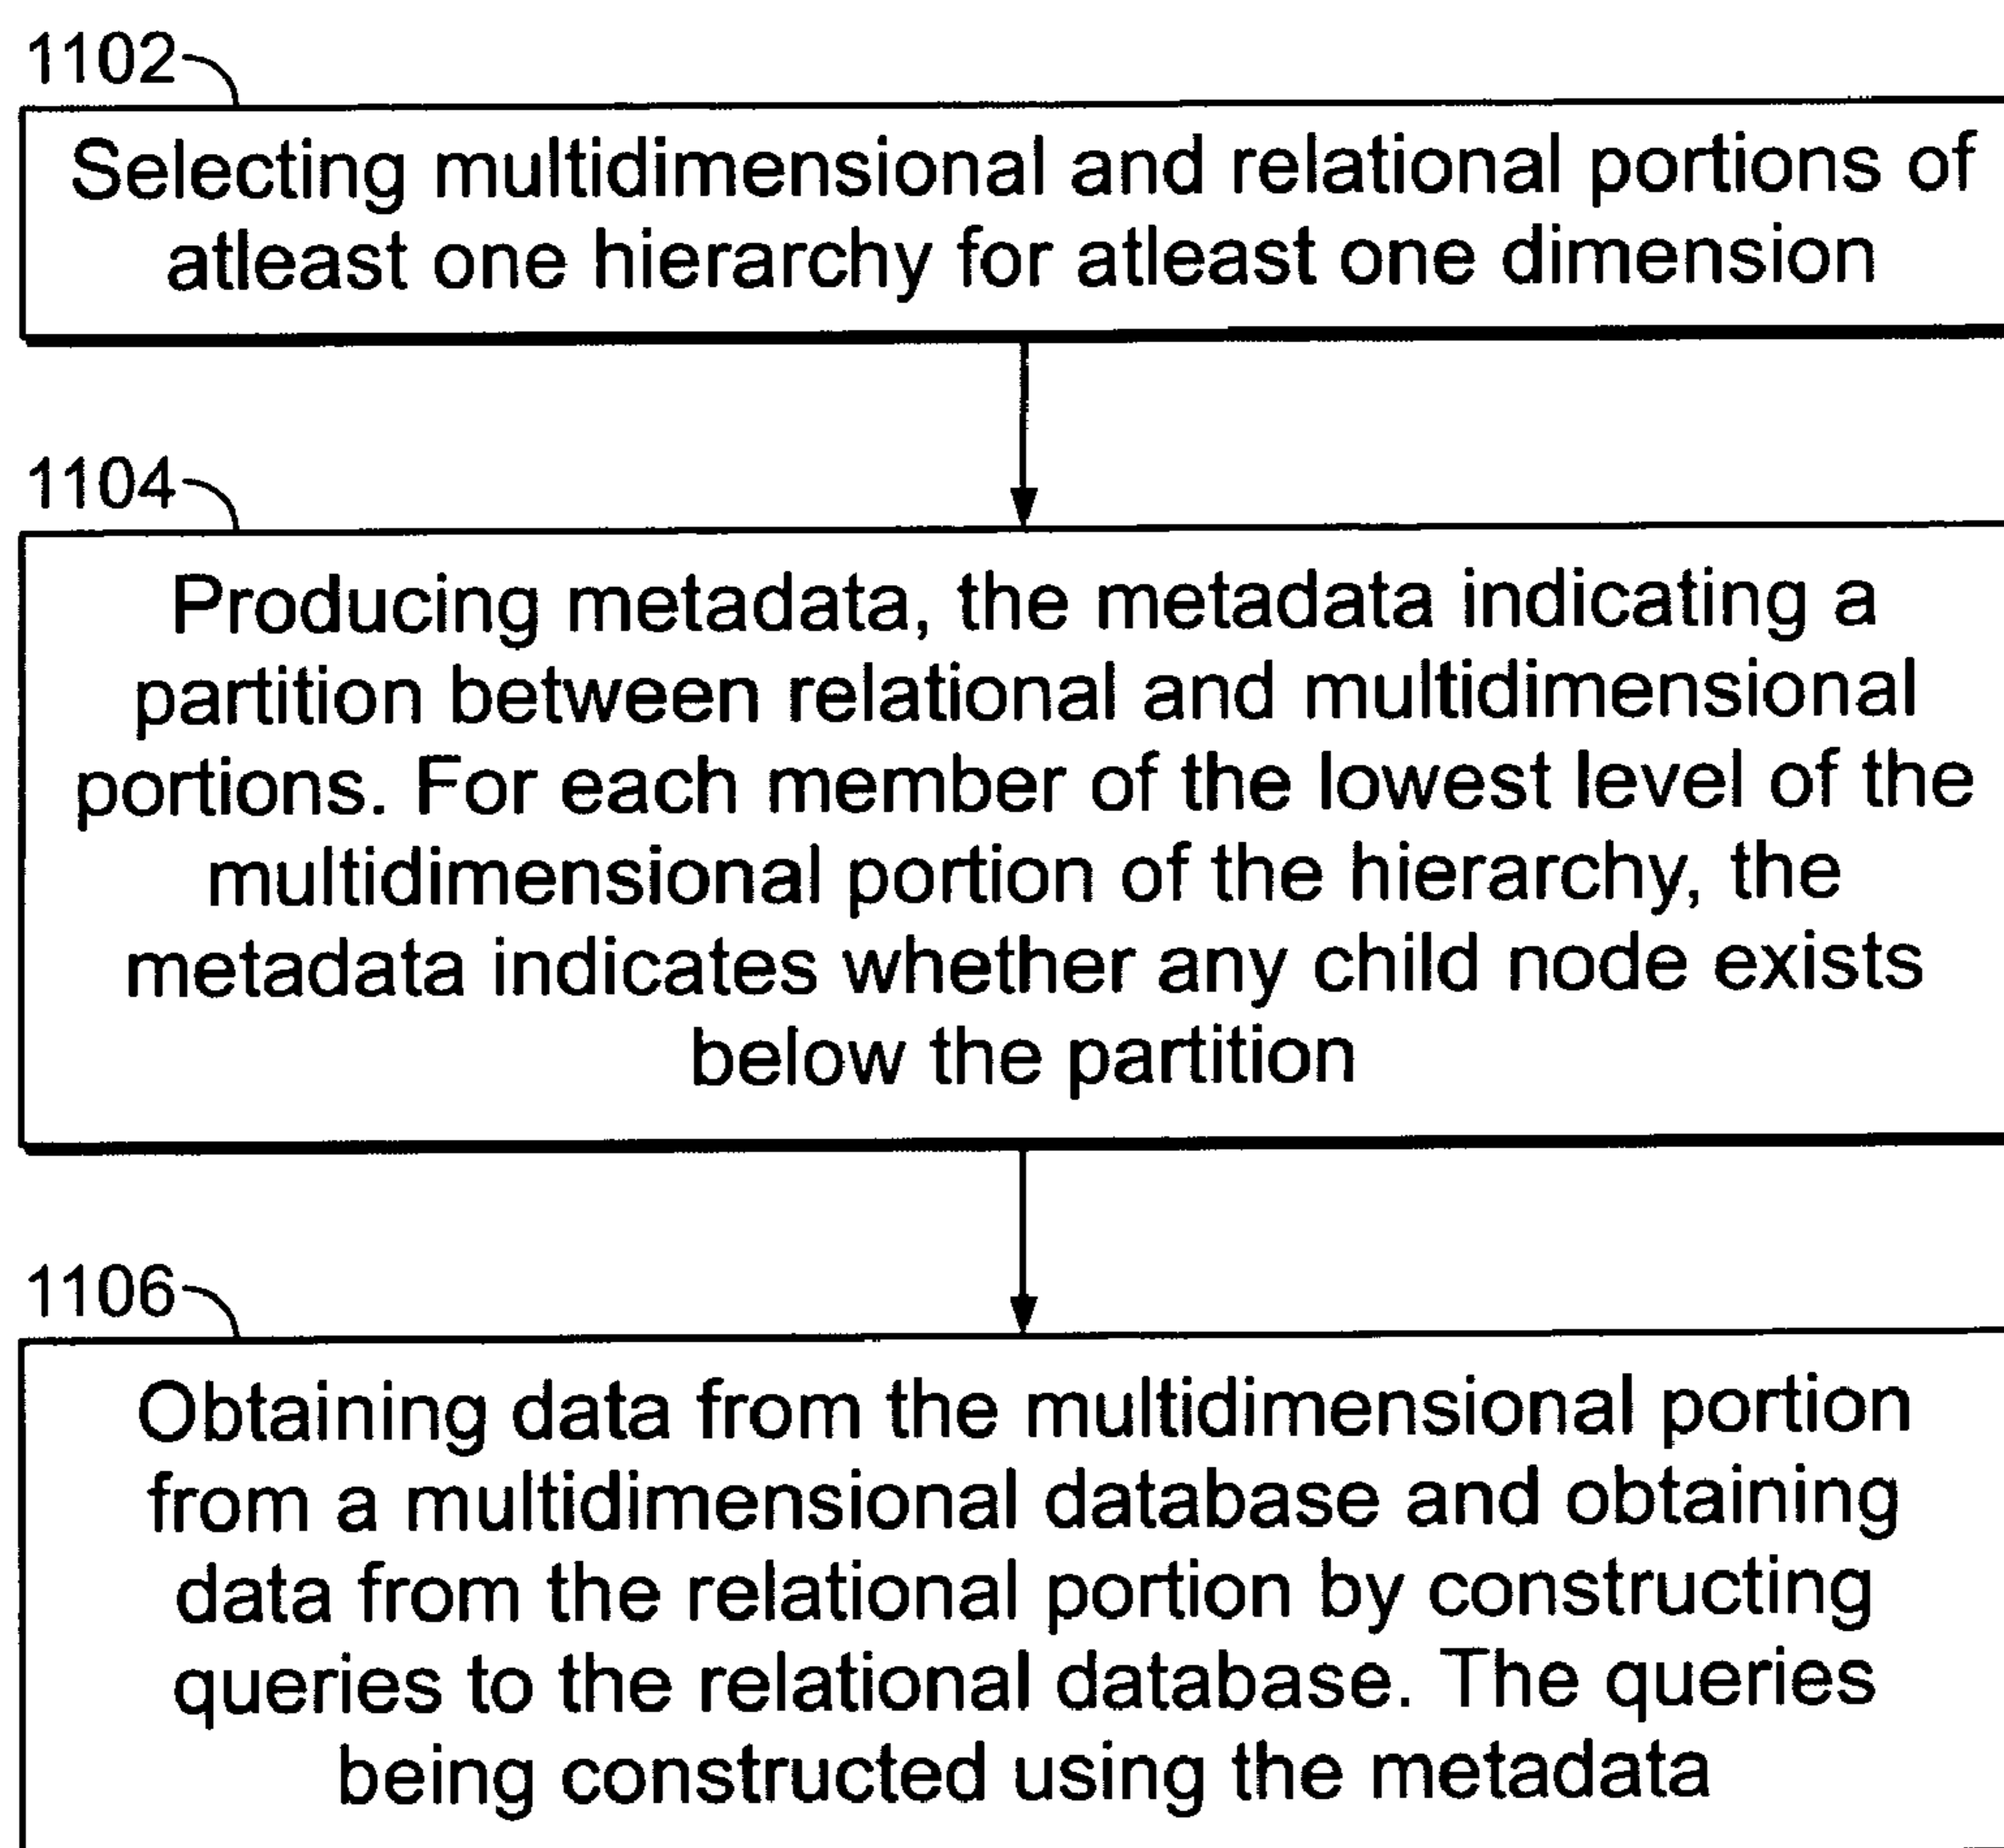 1102
Selecting multidimensional and relational portions of
atleast one hierarchy for atleast one dimension
1104
Producing metadata, the metadata indicating a
partition between relational and multidimensional
portions. For each member of the lowest level of the
multidimensional portion of the hierarchy, the
metadata indicates whether any child node exists
below the partition
1106
Obtaining data from the multidimensional portion
from a multidimensional database and obtaining
data from the relational portion by constructing
queries to the relational database. The queries
being constructed using the metadata